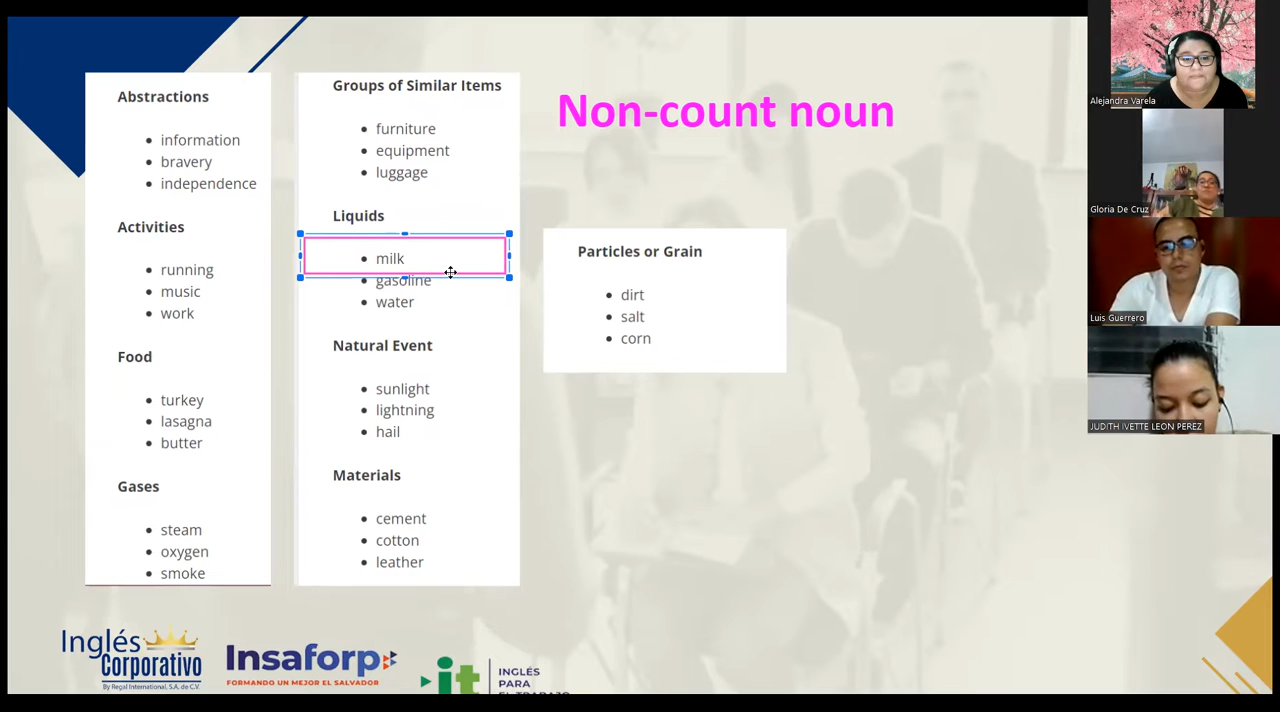 Non-count noun
Abstractions
information
bravery
independence
Activities
running
music
work
Food
turkey
lasagna
butter
Gases
steam
oxygen
smoke
Groups of Similar Items
furniture
equipment
luggage
Liquids
milk
gasoline
water
Natural Event
sunlight
lightning
hail
Materials
cement
cotton
leather
Particles or Grain
dirt
salt
corn
Alejandra Varela
Gloria De Cruz
Luis Guerrero
JUDITH IVETTE LEON PEREZ
Inglés
Corporativo
By Regal International, S.A. de C.V.
Insaforp
FORMANDO UN MEJOR EL SALVADOR
it
INGLÉS
PARA
EL TRABAJO